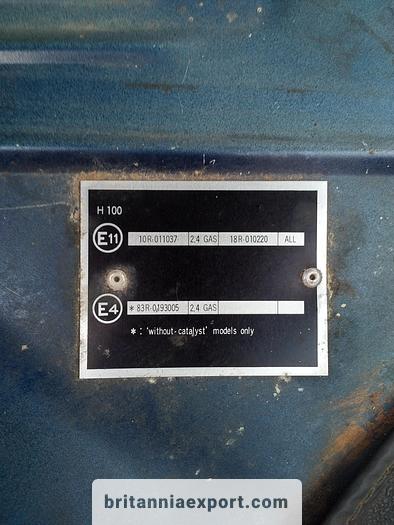 H 100
E11 10R-011037 2,4 GAS 18R-010220 ALL
E4 * 83R-0193005 2,4 GAS
* : 'without-catalyst' models only
britanniaexport.com